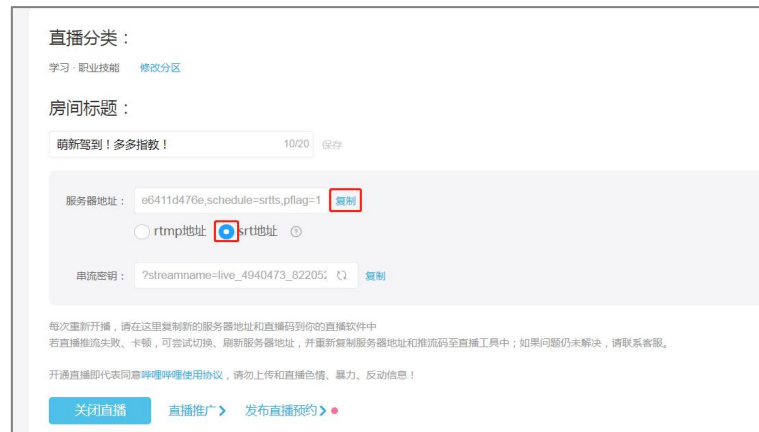 直播分类：
学习 · 职业技能 修改分区
房间标题：
萌新驾到！多多指教！ 10/20 保存
服务器地址： e6411d476e,schedule=srtts,pflag=1 复制
rtmp地址 srt地址
串流密钥： ?streamname=live_4940473_822052 复制
每次重新开播，请在这里复制新的服务器地址和直播码到你的直播软件中
若直播推流失败、卡顿，可尝试切换、刷新服务器地址，并重新复制服务器地址和推流码至直播工具中；如果问题仍未解决，请联系客服。
开通直播即代表同意哔哩哔哩使用协议，请勿上传和直播色情、暴力、反动信息！
关闭直播 直播推广 发布直播预约